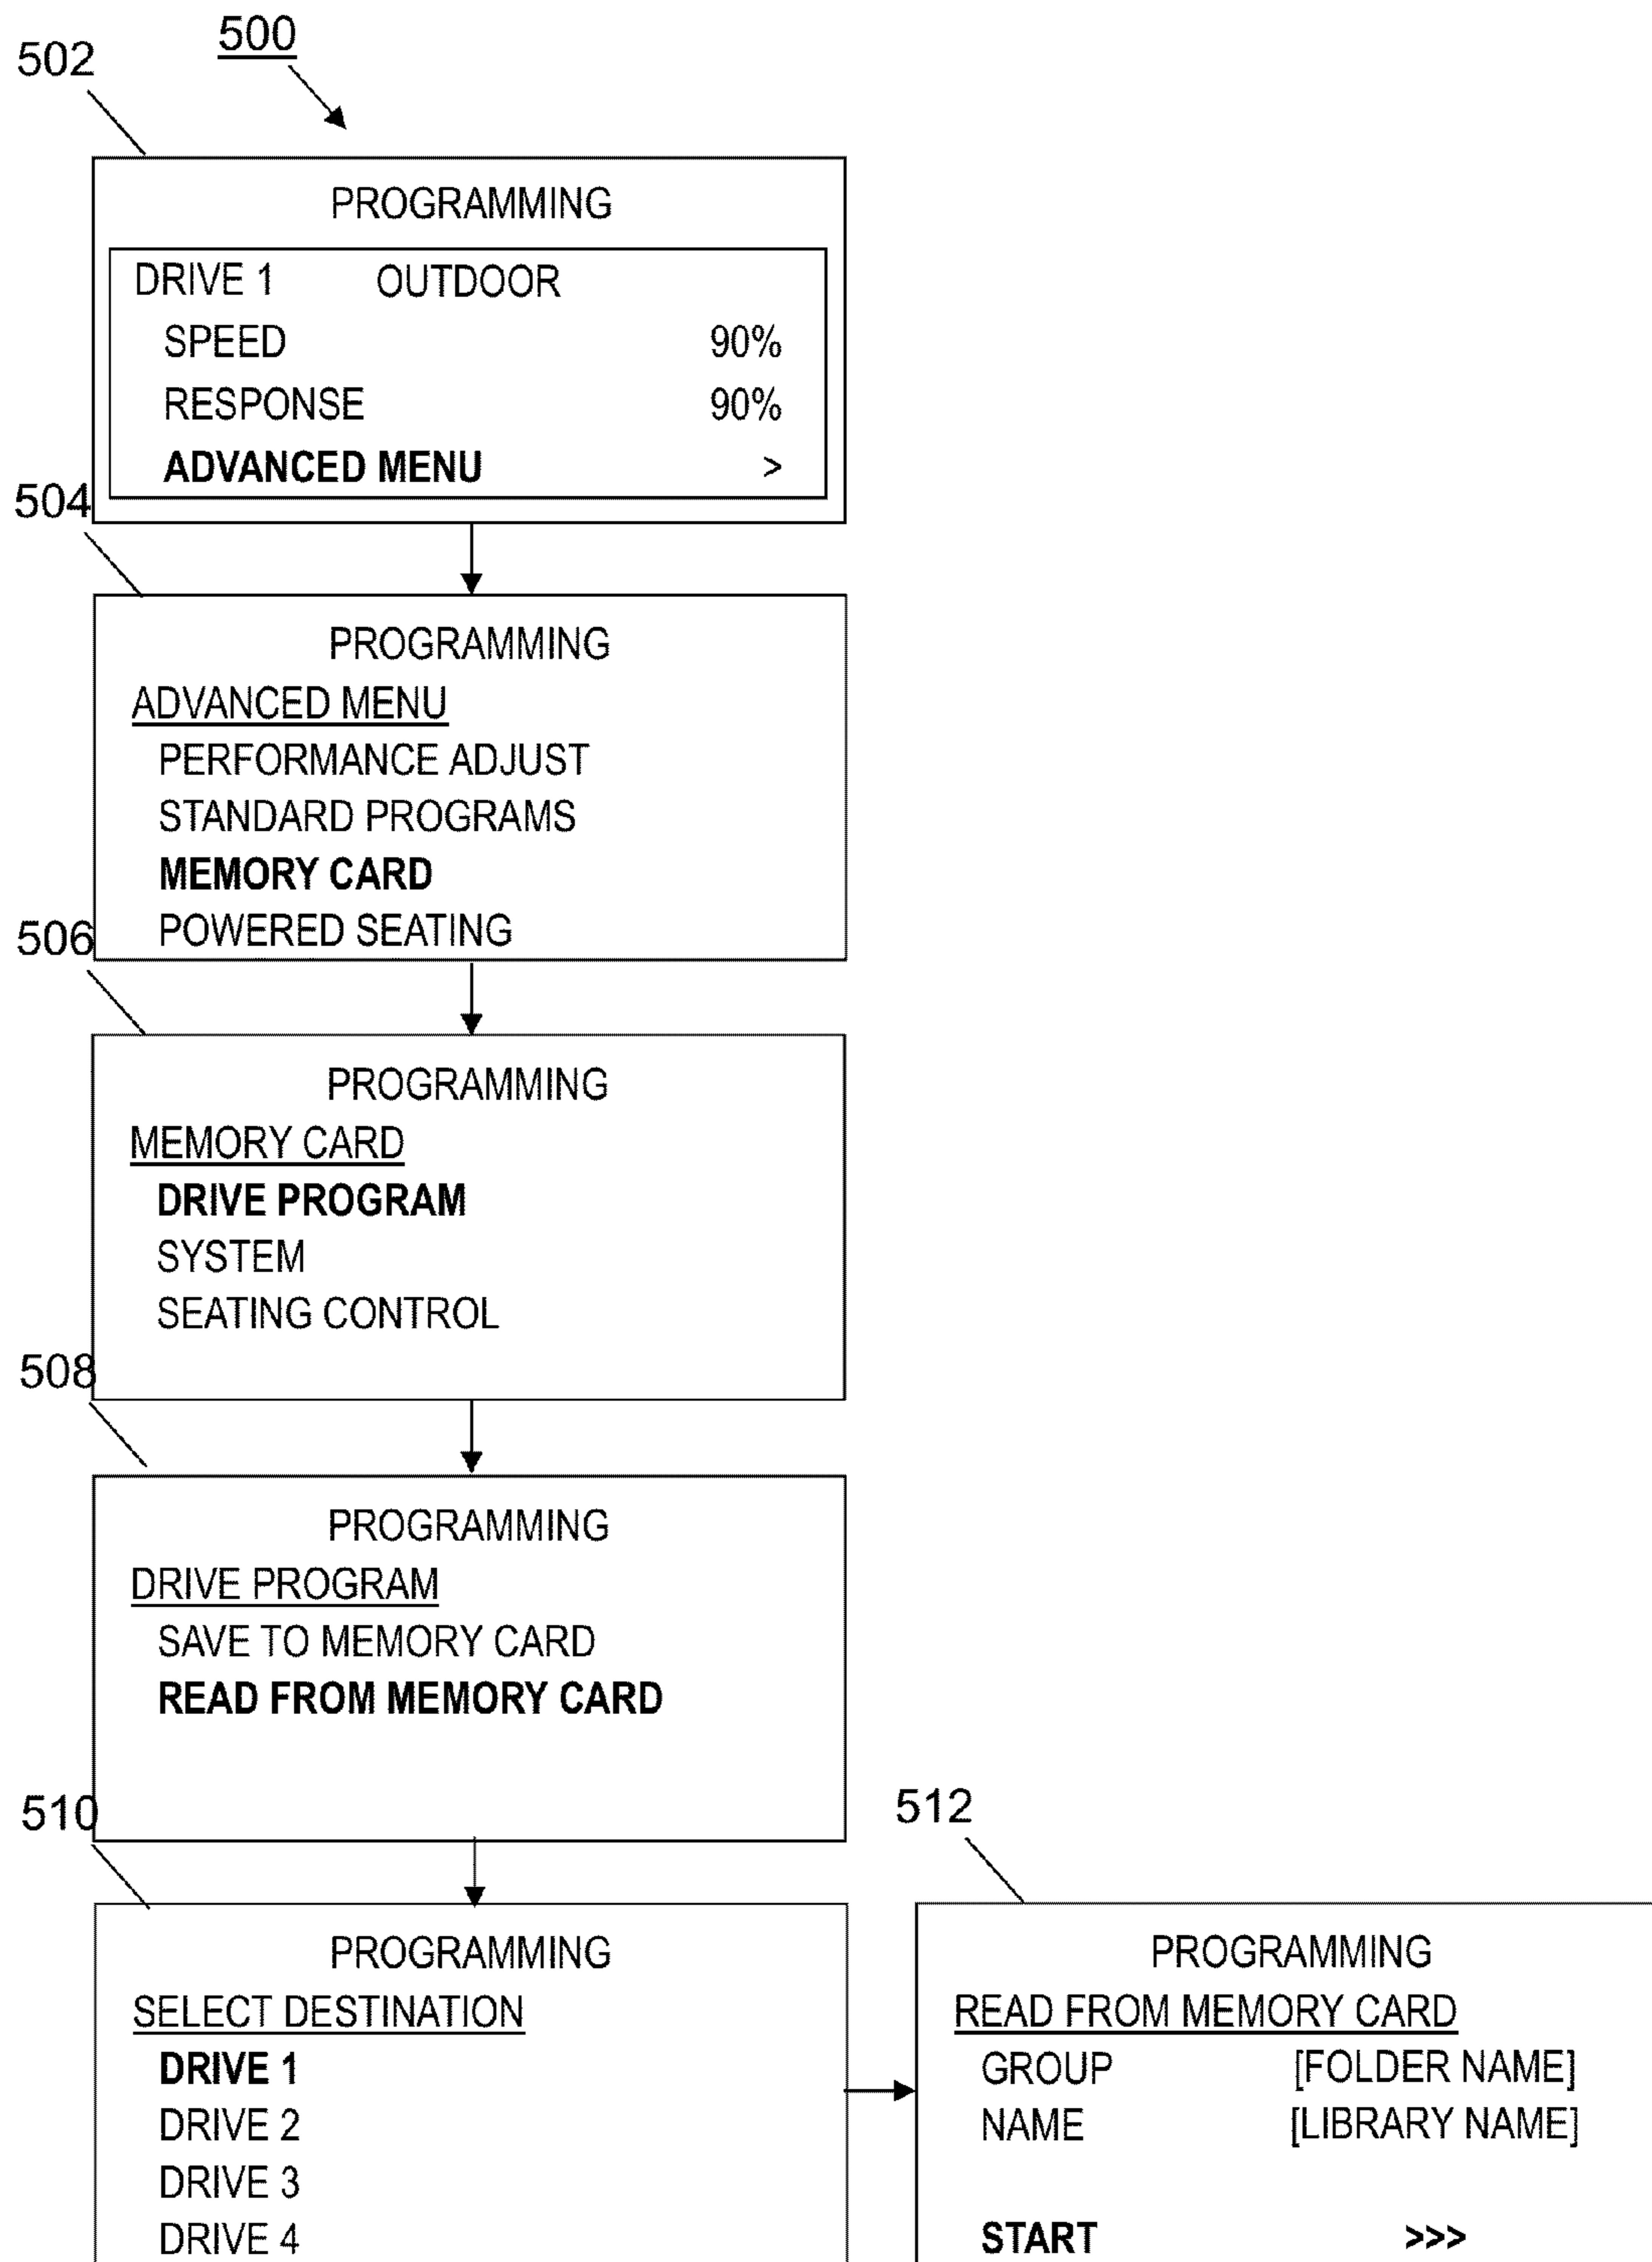 500
502
PROGRAMMING
DRIVE 1 OUTDOOR
SPEED 90%
RESPONSE 90%
ADVANCED MENU >
504
PROGRAMMING
ADVANCED MENU
PERFORMANCE ADJUST
STANDARD PROGRAMS
MEMORY CARD
POWERED SEATING
506
PROGRAMMING
MEMORY CARD
DRIVE PROGRAM
SYSTEM
SEATING CONTROL
508
PROGRAMMING
DRIVE PROGRAM
SAVE TO MEMORY CARD
READ FROM MEMORY CARD
510
PROGRAMMING
SELECT DESTINATION
DRIVE 1
DRIVE 2
DRIVE 3
DRIVE 4
512
PROGRAMMING
READ FROM MEMORY CARD
GROUP [FOLDER NAME]
NAME [LIBRARY NAME]
START >>>